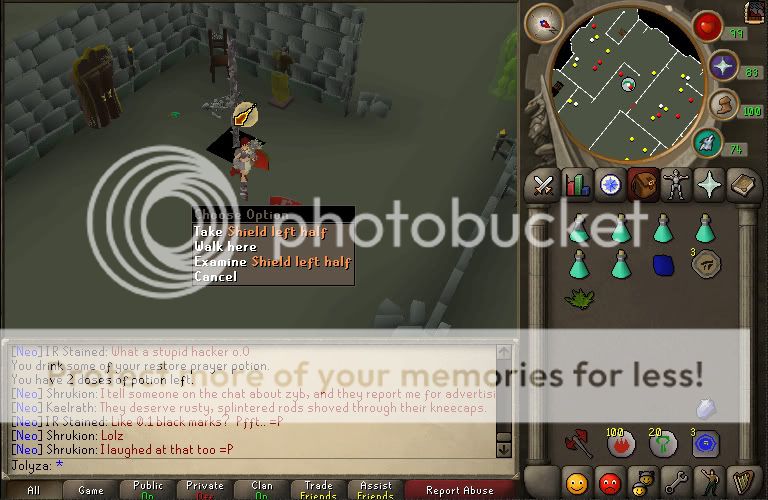 99
83
100
74
Choose Option
Take Shield left half
Walk here
Examine Shield left half
Cancel
photobucket
Protect more of your memories for less!
3
[Neo] IR Stained: What a stupid hacker o.O
You drink some of your restore prayer potion.
You have 2 doses of potion left.
[Neo] Shrukion: I tell someone on the chat about zyb, and they report me for advertisi
[Neo] Kaelrath: They deserve rusty, splintered rods shoved through their kneecaps.
[Neo] IR Stained: Like 0.1 black marks? Pfft.. =P
[Neo] Shrukion: Lolz
[Neo] Shrukion: I laughed at that too =P
Jolyza: *
100
20
3
All
Game
Public
On
Private
Off
Clan
On
Trade
Friends
Assist
Friends
Report Abuse